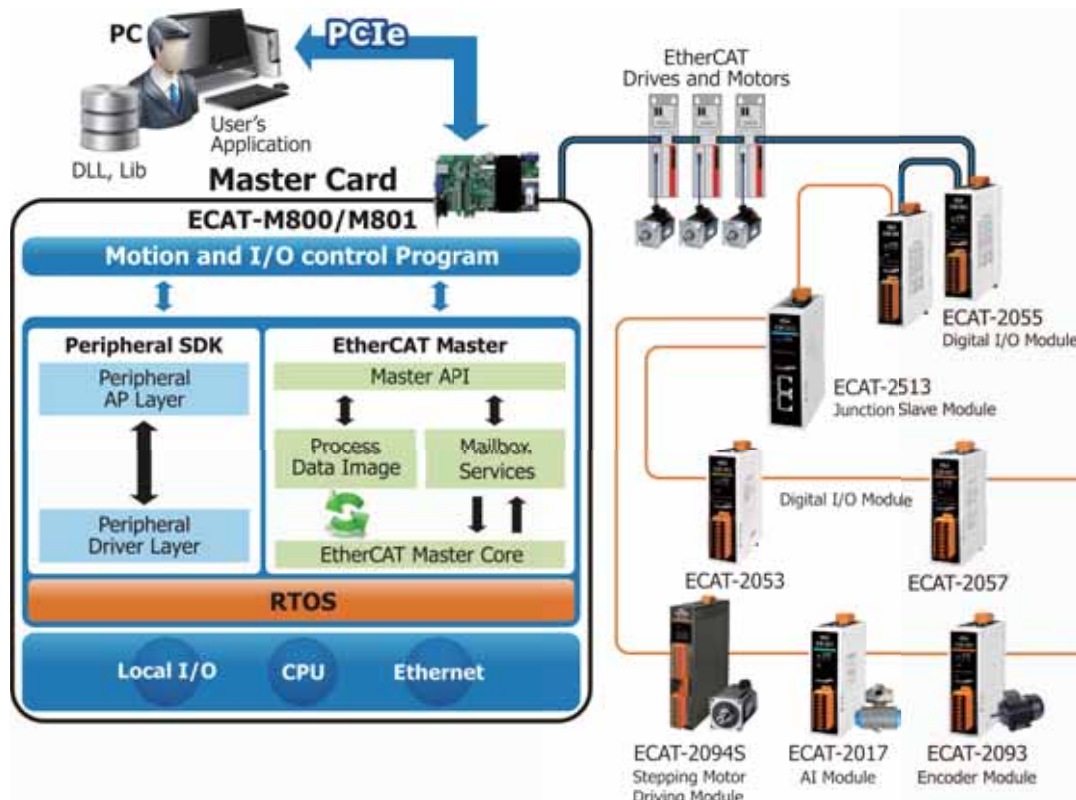 PC
PCIe
User's
Application
DLL, Lib
Master Card
ECAT-M800/M801
Motion and I/O control Program
Peripheral SDK
Peripheral
AP Layer
Peripheral
Driver Layer
EtherCAT Master
Master API
Process
Data Image
Mailbox
Services
EtherCAT Master Core
RTOS
Local I/O
CPU
Ethernet
EtherCAT
Drives and Motors
ECAT-2055
Digital I/O Module
ECAT-2513
Junction Slave Module
Digital I/O Module
ECAT-2053
ECAT-2057
ECAT-2094S
Stepping Motor
Driving Module
ECAT-2017
AI Module
ECAT-2093
Encoder Module